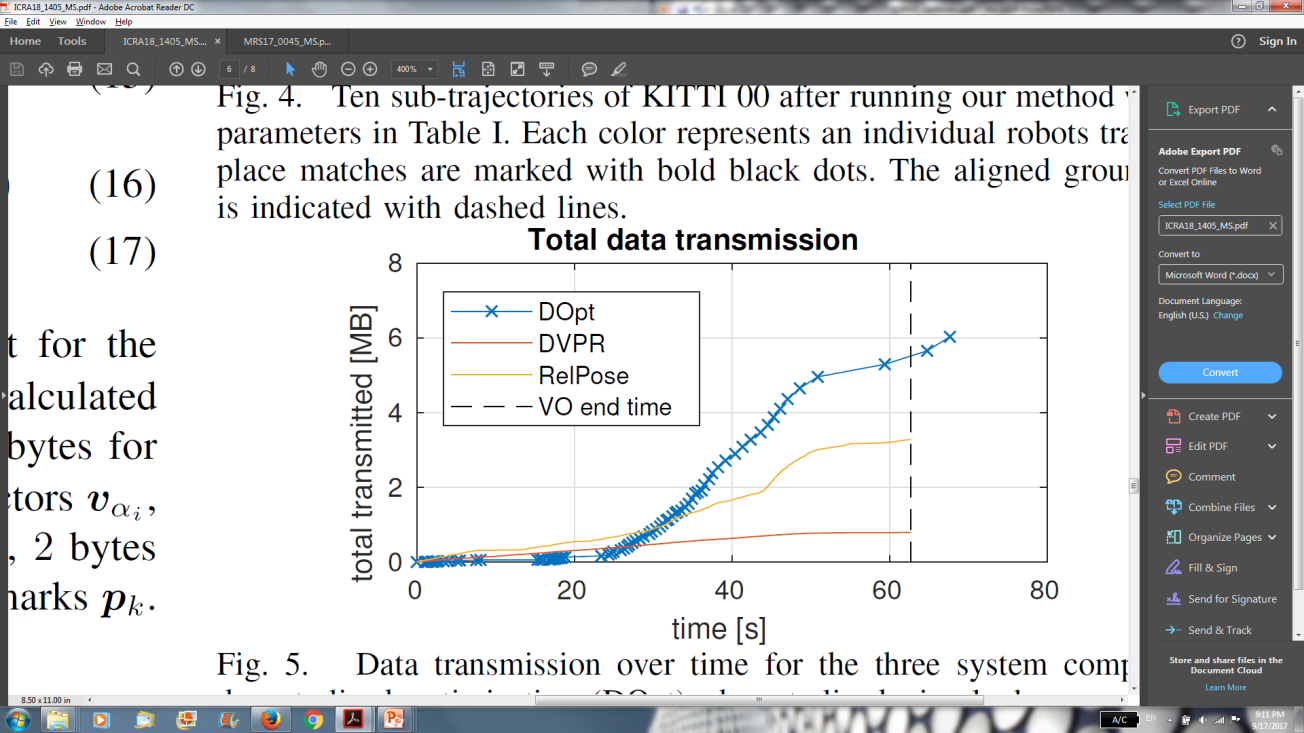 ICRA18_1405_MS.pdf - Adobe Acrobat Reader DC
File Edit View Window Help
Home Tools ICRA18_1405_MS.... × MRS17_0045_MS.p... Sign In
6 / 8 400%
(16)
(17)
t for the
alculated
bytes for
ctors vαi,
, 2 bytes
narks pk.
Fig. 4. Ten sub-trajectories of KITTI 00 after running our method
parameters in Table I. Each color represents an individual robots tra
place matches are marked with bold black dots. The aligned groun
is indicated with dashed lines.
Total data transmission
total transmitted [MB]
8
6
4
2
0
DOpt
DVPR
RelPose
VO end time
0 20 40 60 80
time [s]
Fig. 5. Data transmission over time for the three system comp
8.50 x 11.00 in
Export PDF
Adobe Export PDF
Convert PDF Files to Word
or Excel Online
Select PDF File
ICRA18_1405_MS.pdf ×
Convert to
Microsoft Word (*.docx)
Document Language:
English (U.S.) Change
Convert
Create PDF
Edit PDF
Comment
Combine Files
Organize Pages
Fill & Sign
Send for Signature
Send & Track
Store and share files in the
Document Cloud
Learn More
A/C EN 9:11 PM
9/17/2017